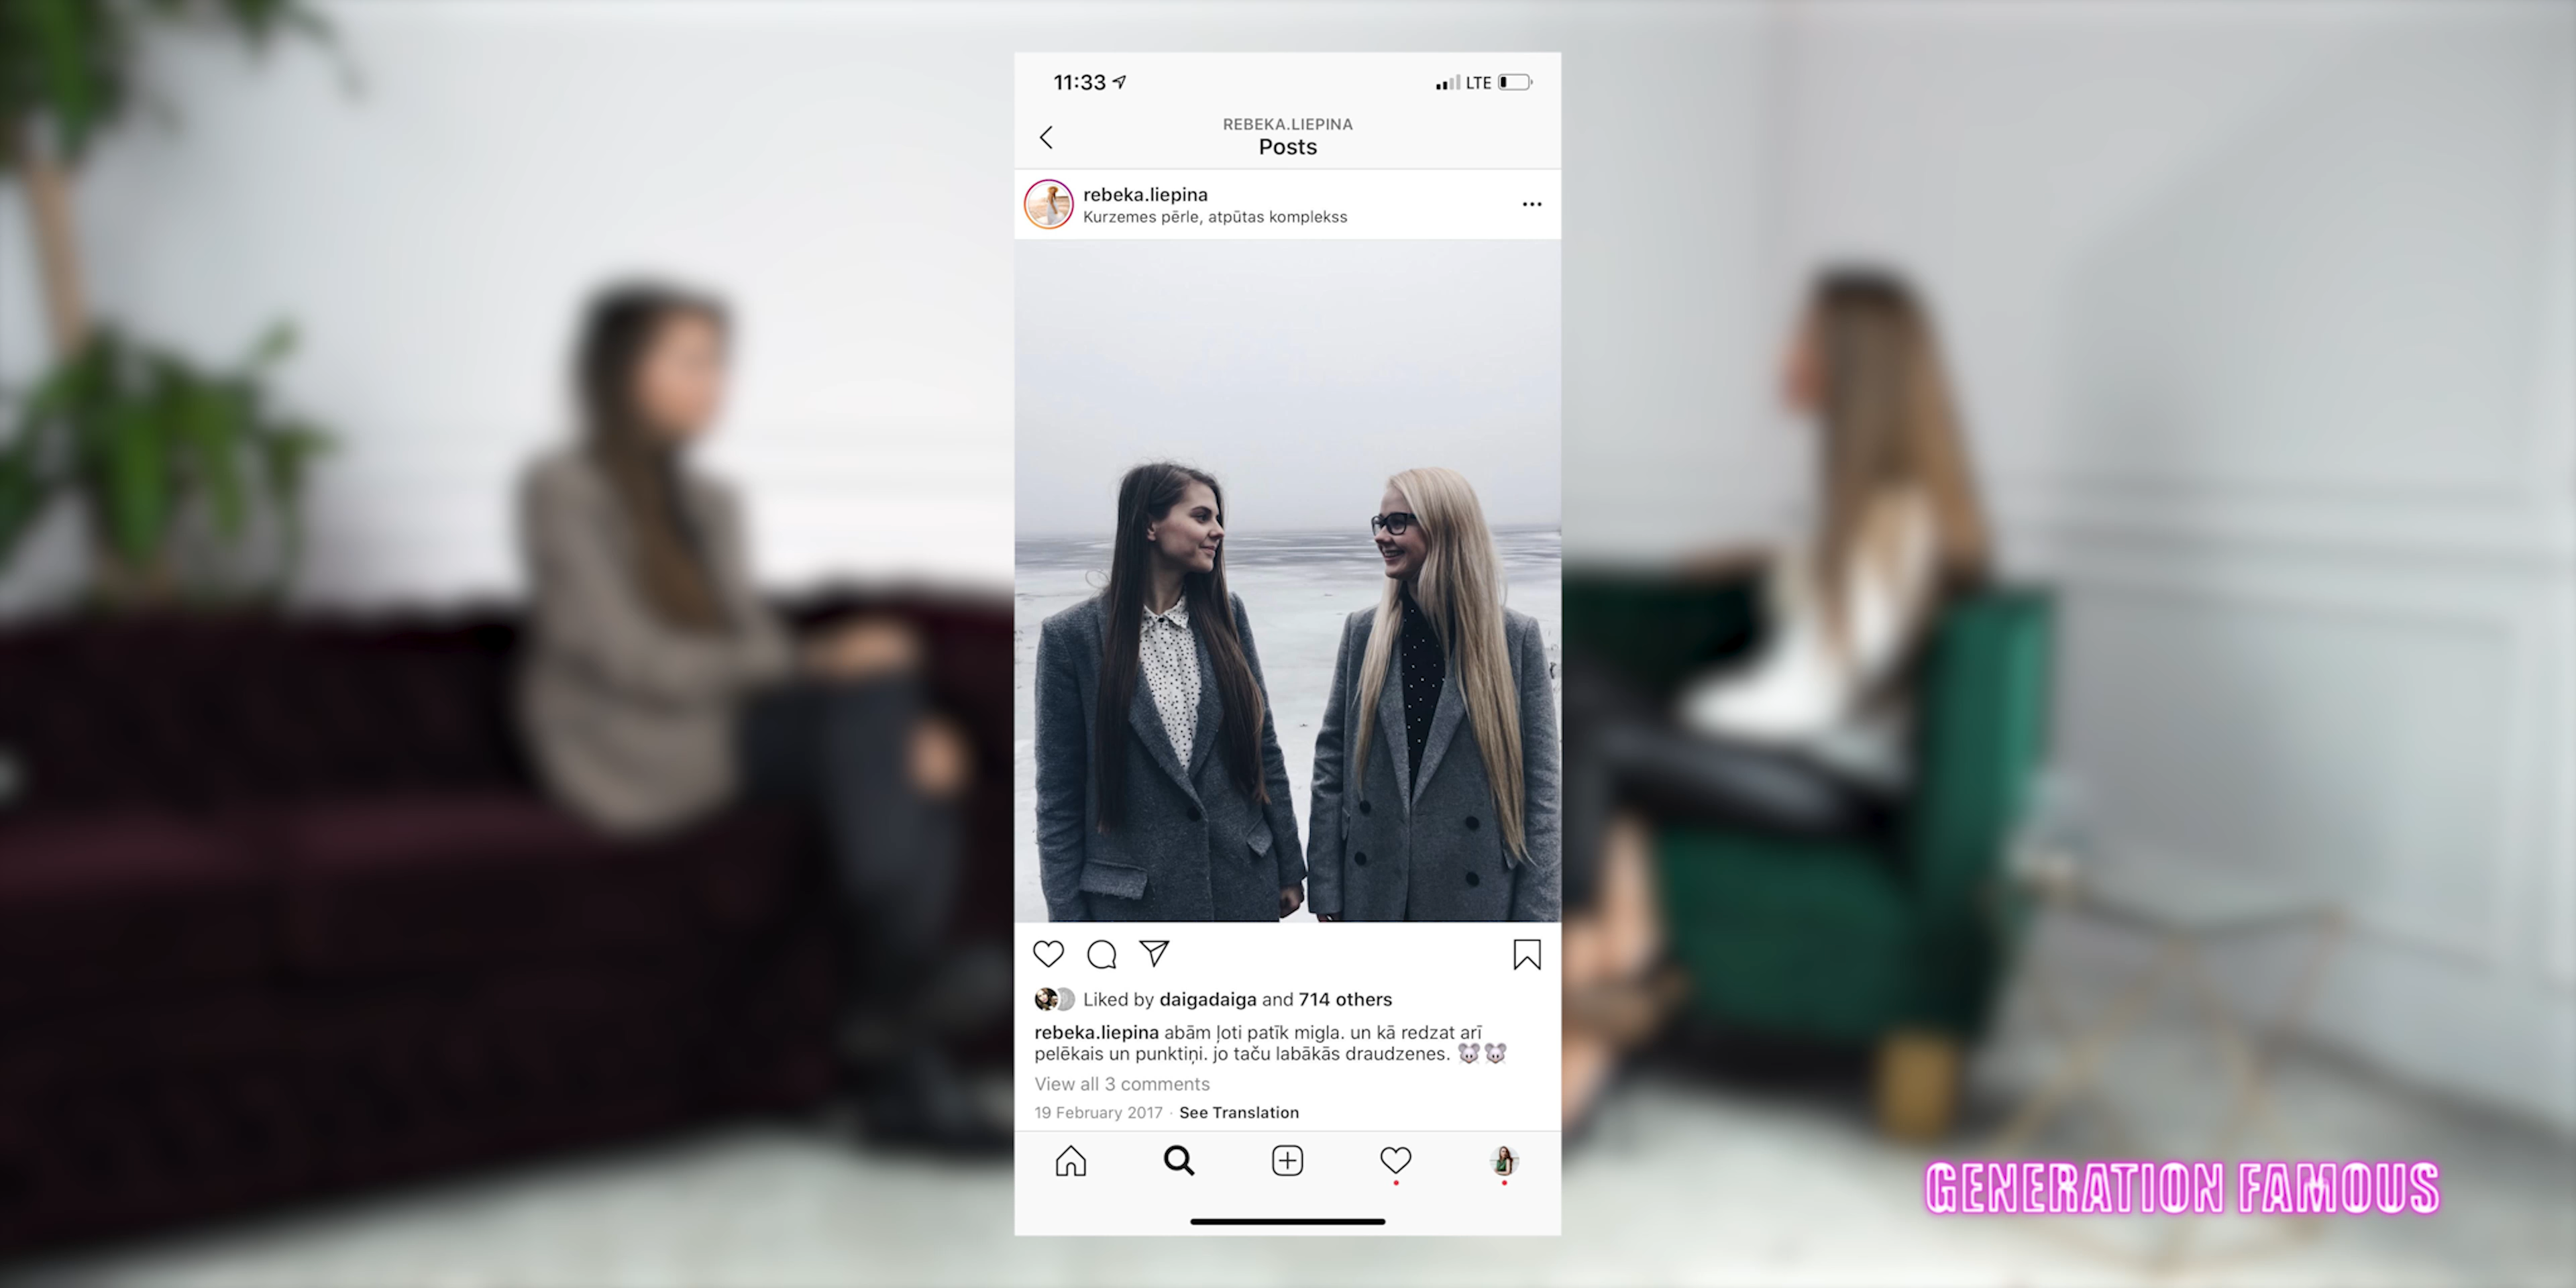 11:33
LTE
REBEKA.LIEPINA
Posts
rebeka.liepina
Kurzemes pērle, atpūtas komplekss
Liked by daigadaiga and 714 others
rebeka.liepina abām ļoti patīk migla. un kā redzat arī
pelēkais un punktiņi. jo taču labākās draudzenes. 🐭🐭
View all 3 comments
19 February 2017 · See Translation
GENERATION FAMOUS